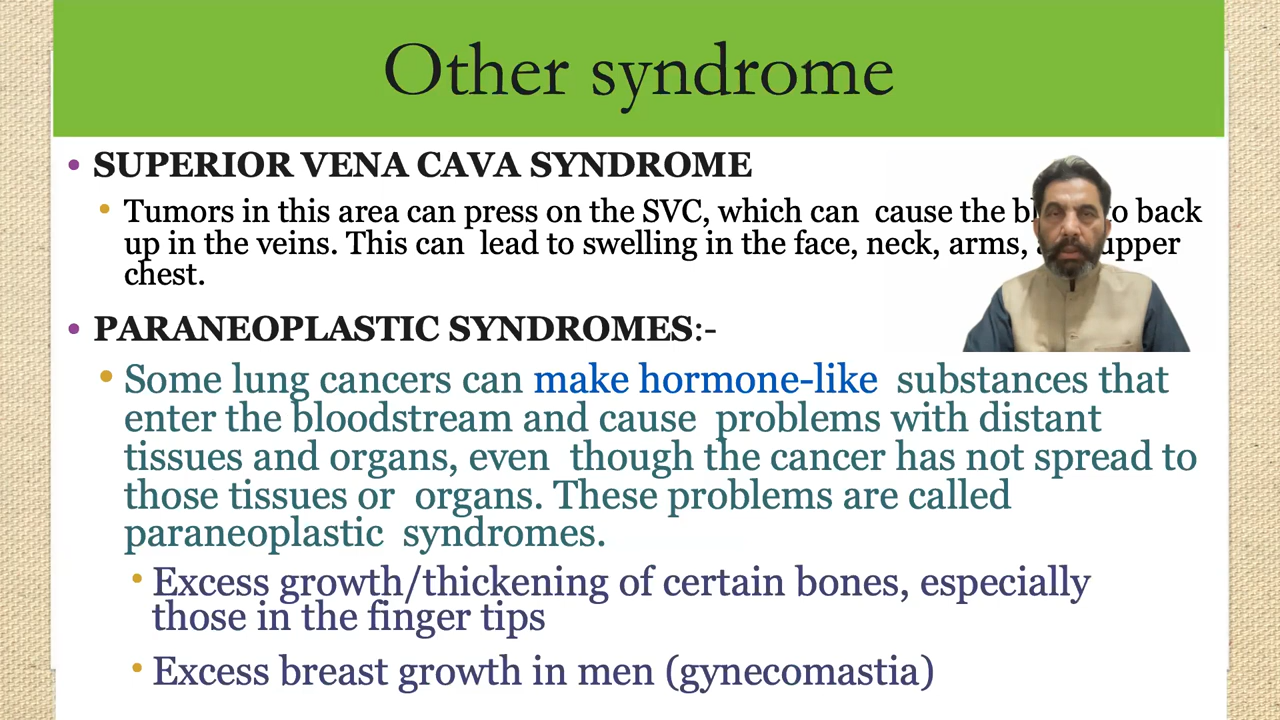 Other syndrome
• SUPERIOR VENA CAVA SYNDROME
• Tumors in this area can press on the SVC, which can cause the to back
up in the veins. This can lead to swelling in the face, neck, arms, upper
chest.
• PARANEOPLASTIC SYNDROMES:-
• Some lung cancers can make hormone-like substances that
enter the bloodstream and cause problems with distant
tissues and organs, even though the cancer has not spread to
those tissues or organs. These problems are called
paraneoplastic syndromes.
• Excess growth/thickening of certain bones, especially
those in the finger tips
• Excess breast growth in men (gynecomastia)